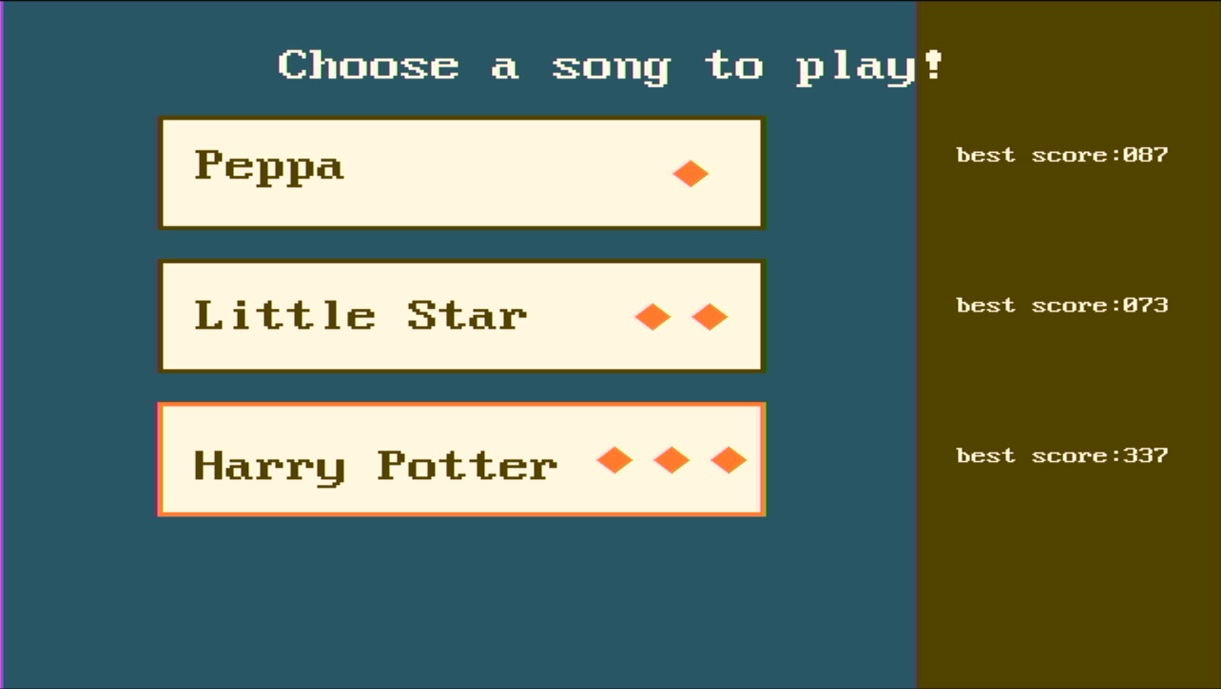 Choose a song to play!
Peppa
best score:087
Little Star
best score:073
Harry Potter
best score:337